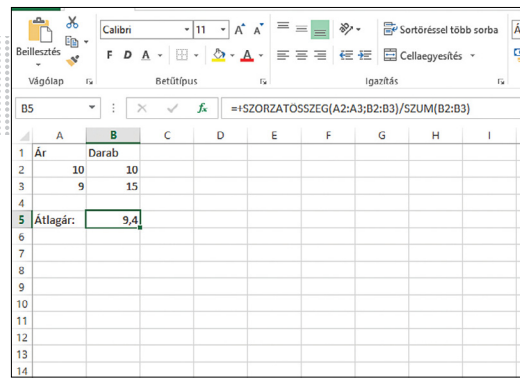 Beillesztés
Calibri 11 A A
F D A
Sortöréssel több sorba
Cellaegyesítés
Vágólap Betűtípus Igazítás
B5 fx =+SZORZATÖSSZEG(A2:A3;B2:B3)/SZUM(B2:B3)
A B C D E F G H I
1 Ár Darab
2 10 10
3 9 15
4
5 Átlagár: 9,4
6
7
8
9
10
11
12
13
14